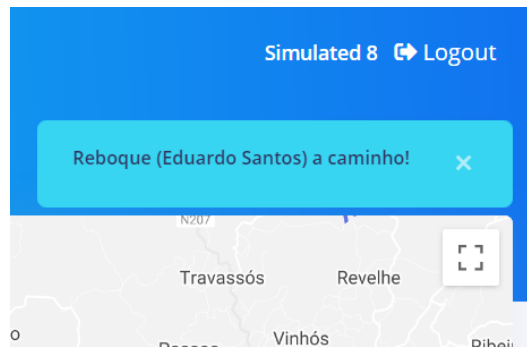 Simulated 8 Logout
Reboque (Eduardo Santos) a caminho!
N207
Travassós Revelhe
Vinhós